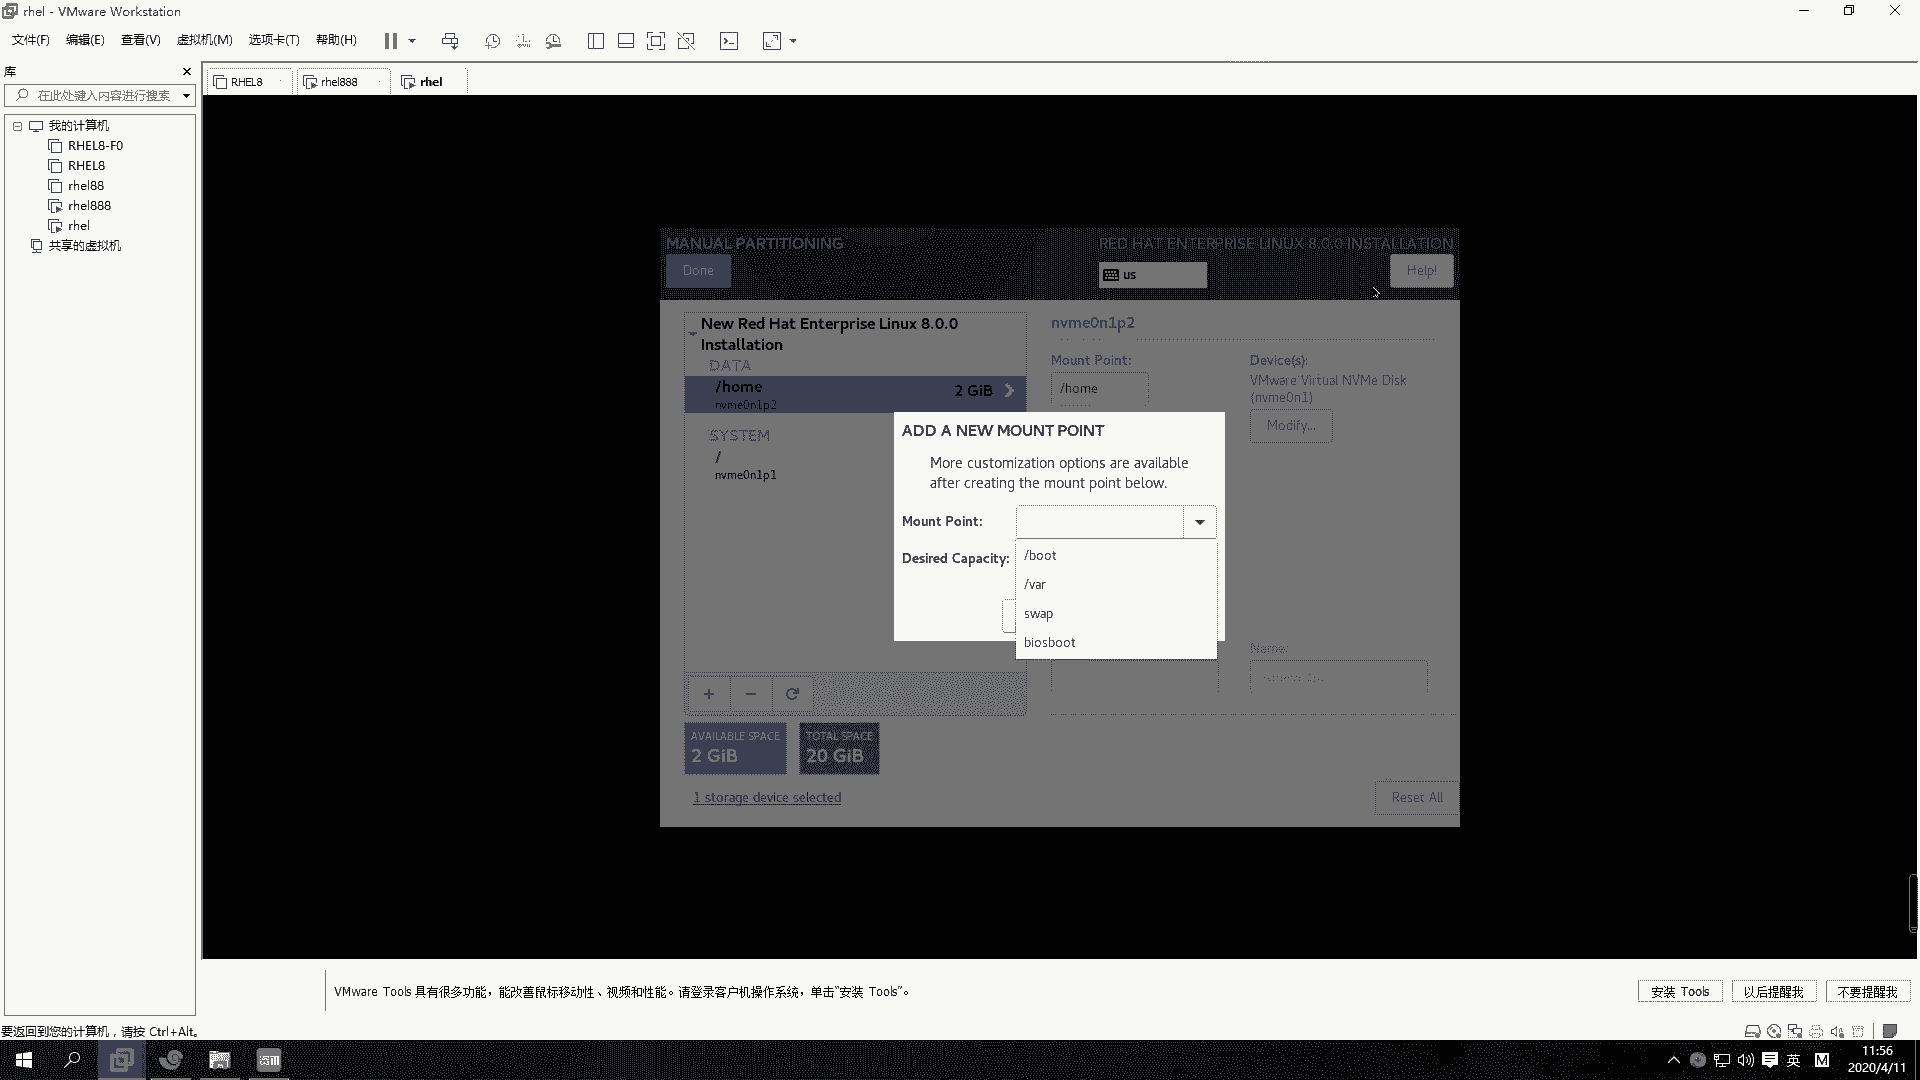 rhel - VMware Workstation
文件(F) 编辑(E) 查看(V) 虚拟机(M) 选项卡(T) 帮助(H)
库
在此处键入内容进行搜索
我的计算机
RHEL8-F0
RHEL8
rhel88
rhel888
rhel
共享的虚拟机
RHEL8 rhel888 rhel
MANUAL PARTITIONING
RED HAT ENTERPRISE LINUX 8.0.0 INSTALLATION
Done
us
Help!
New Red Hat Enterprise Linux 8.0.0
Installation
DATA
/home
2 GiB
nvme0n1p2
SYSTEM
/
nvme0n1p1
nvme0n1p2
Mount Point:
/home
Device(s):
VMware Virtual NVMe Disk
(nvme0n1)
Modify...
ADD A NEW MOUNT POINT
More customization options are available
after creating the mount point below.
Mount Point:
Desired Capacity:
/boot
/var
swap
biosboot
Name:
+ −
AVAILABLE SPACE
2 GiB
TOTAL SPACE
20 GiB
1 storage device selected
Reset All
VMware Tools 具有很多功能，能改善鼠标移动性、视频和性能。请登录客户机操作系统，单击“安装 Tools”。
安装 Tools
以后提醒我
不要提醒我
要返回到您的计算机，请按 Ctrl+Alt。
英
M
11:56
2020/4/11